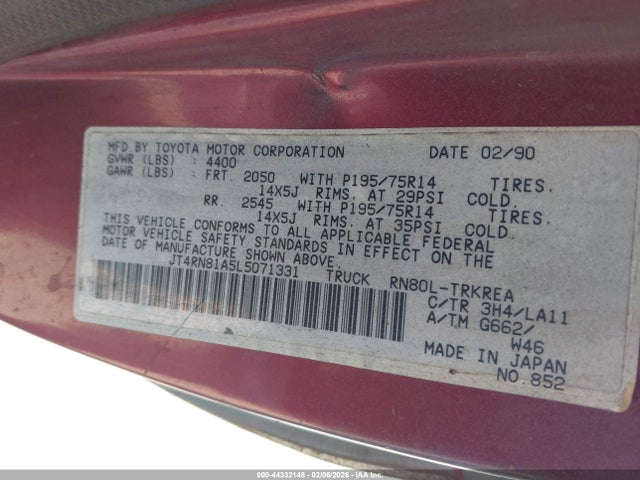 MFD BY TOYOTA MOTOR CORPORATION DATE 02/90
GVWR (LBS) 4400
GAWR (LBS) FRT. 2050 WITH P195/75R14 TIRES.
14X5J RIMS. AT 29PSI COLD.
RR. 2545 WITH P195/75R14 TIRES.
14X5J RIMS. AT 35PSI COLD.
THIS VEHICLE CONFORMS TO ALL APPLICABLE FEDERAL
MOTOR VEHICLE SAFETY STANDARDS IN EFFECT ON THE
DATE OF MANUFACTURE SHOWN ABOVE.
JT4RN81A5L5071331 TRUCK RN80L-TRKREA
C/TR 3H4/LA11
A/TM G662/
W46
MADE IN JAPAN
NO.852
000-44332148 - 02/06/2026 - IAA Inc.